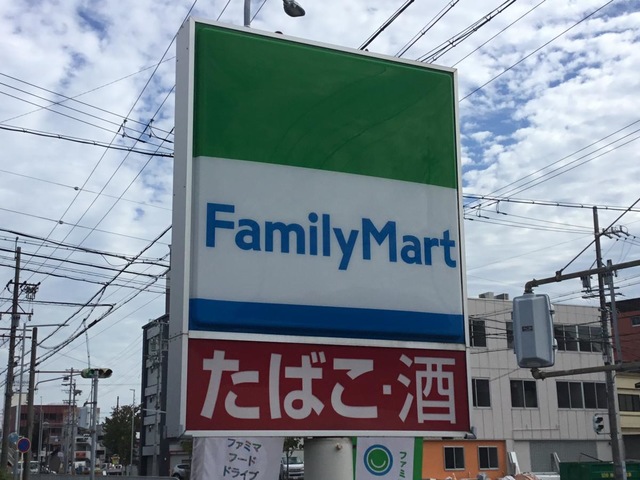 FamilyMart
たばこ・酒
ファミマ
フード
ドライブ
ファミ